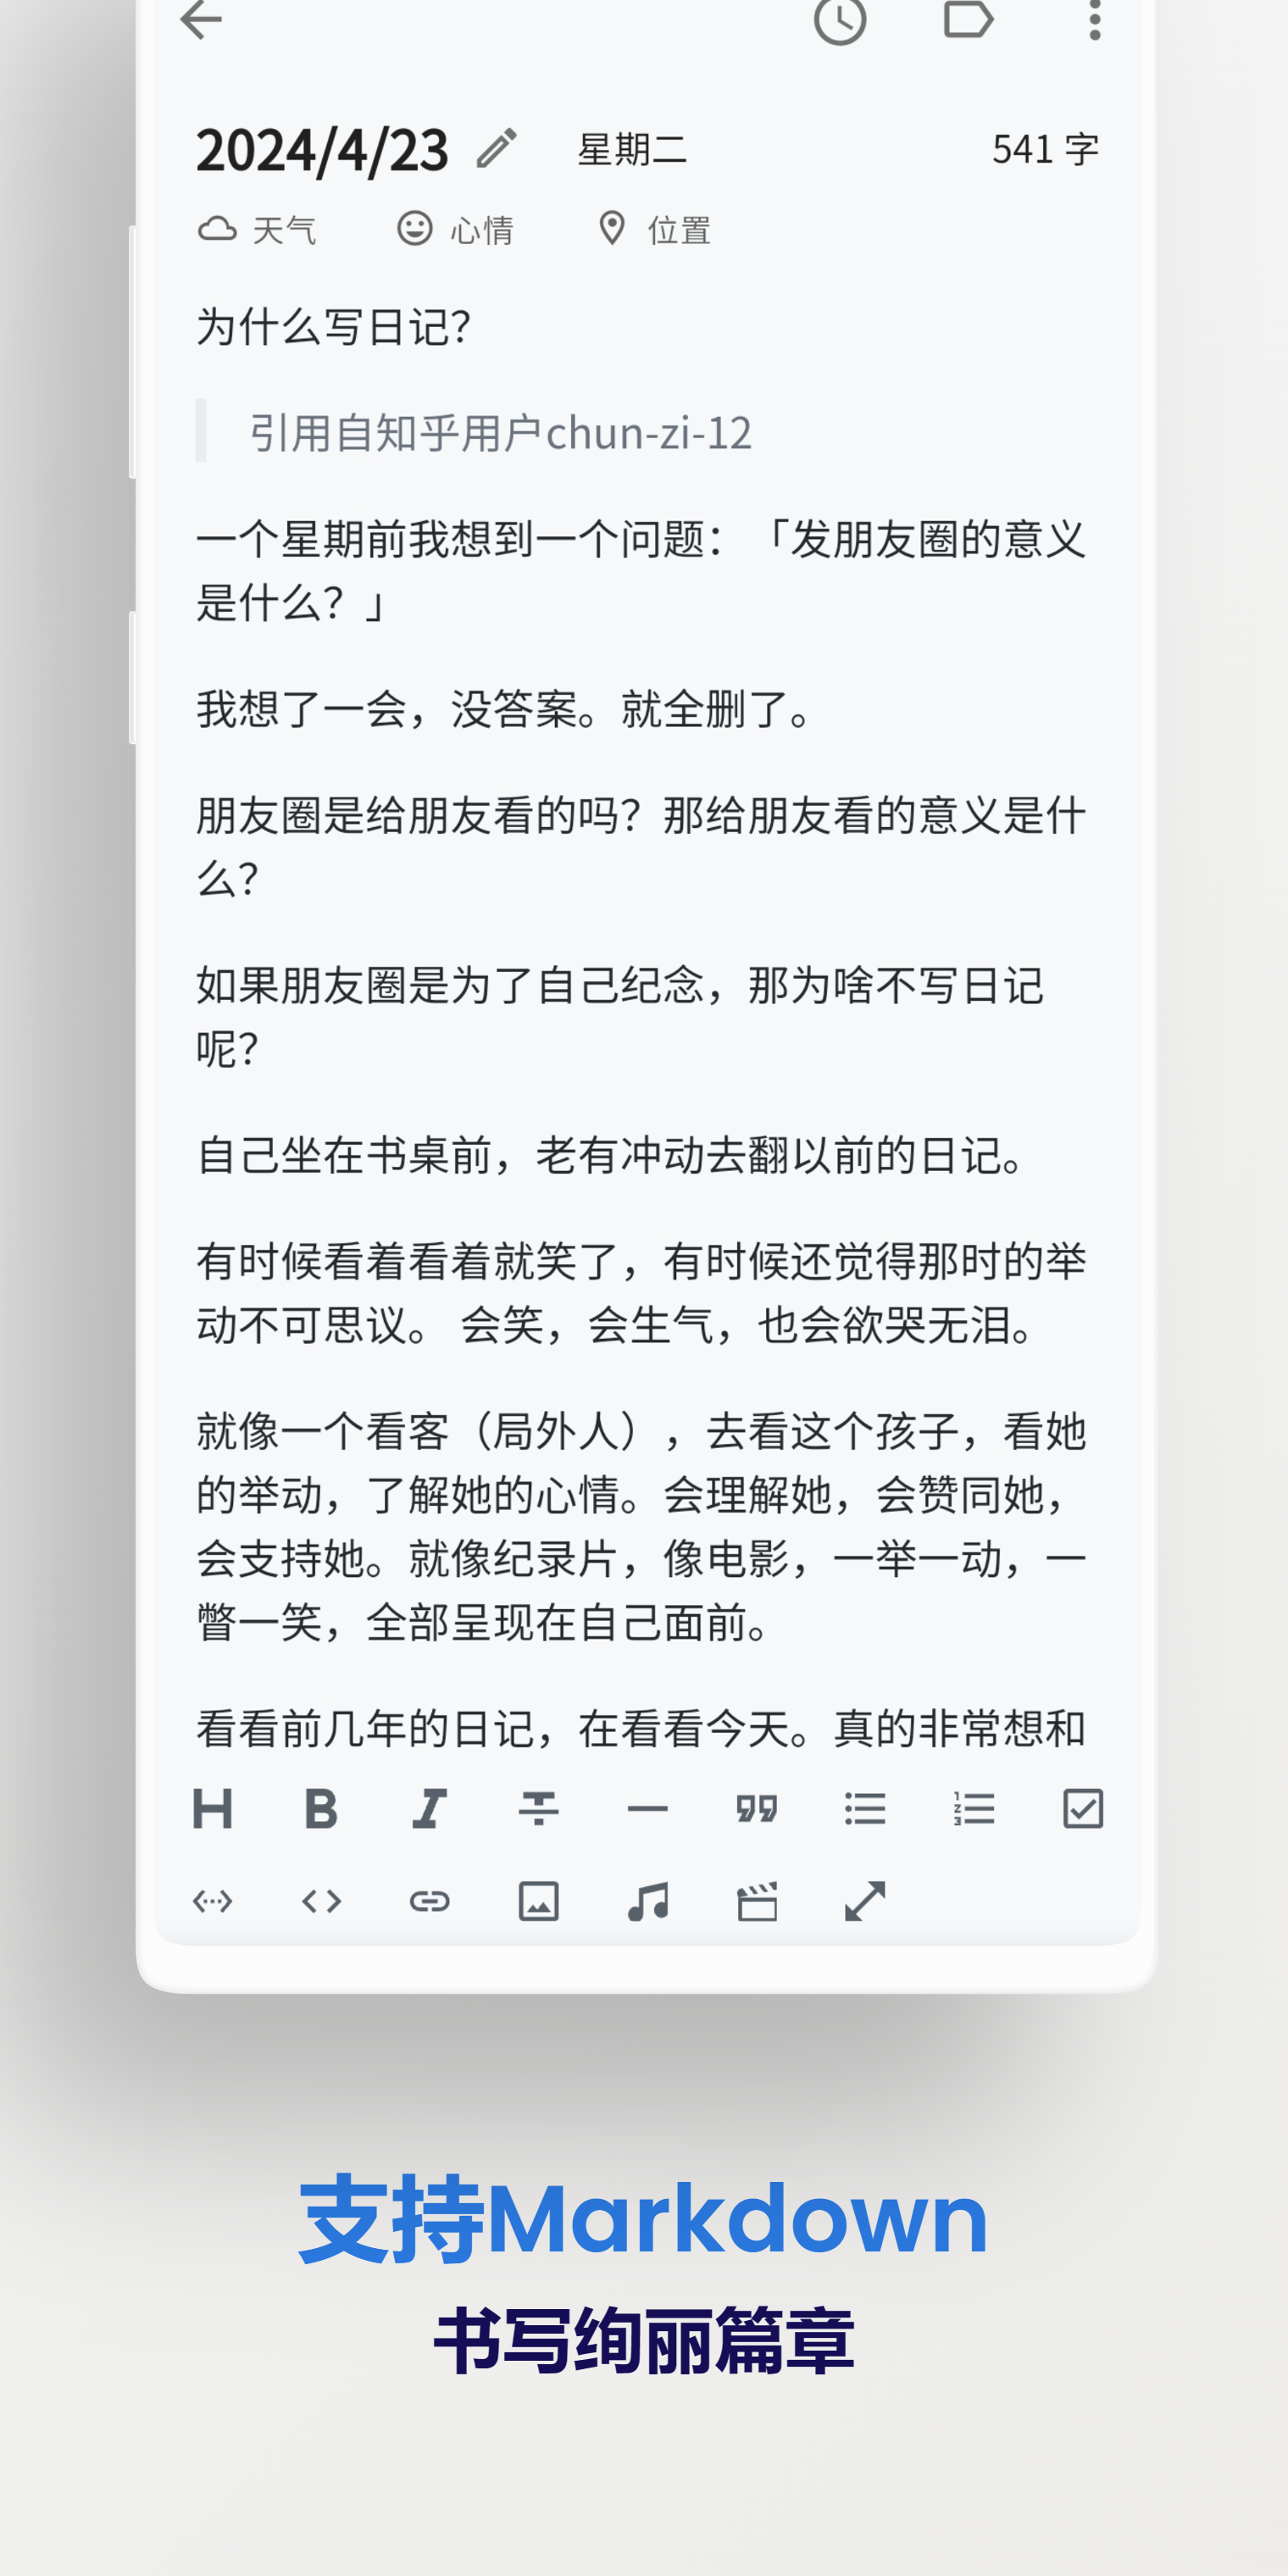 2024/4/23 星期二 541 字
天气 心情 位置
为什么写日记？
引用自知乎用户chun-zi-12
一个星期前我想到一个问题：「发朋友圈的意义
是什么？」
我想了一会，没答案。就全删了。
朋友圈是给朋友看的吗？那给朋友看的意义是什
么？
如果朋友圈是为了自己纪念，那为啥不写日记
呢？
自己坐在书桌前，老有冲动去翻以前的日记。
有时候看着看着就笑了，有时候还觉得那时的举
动不可思议。 会笑，会生气，也会欲哭无泪。
就像一个看客（局外人），去看这个孩子，看她
的举动，了解她的心情。会理解她，会赞同她，
会支持她。就像纪录片，像电影，一举一动，一
瞥一笑，全部呈现在自己面前。
看看前几年的日记，在看看今天。真的非常想和
支持Markdown
书写绚丽篇章